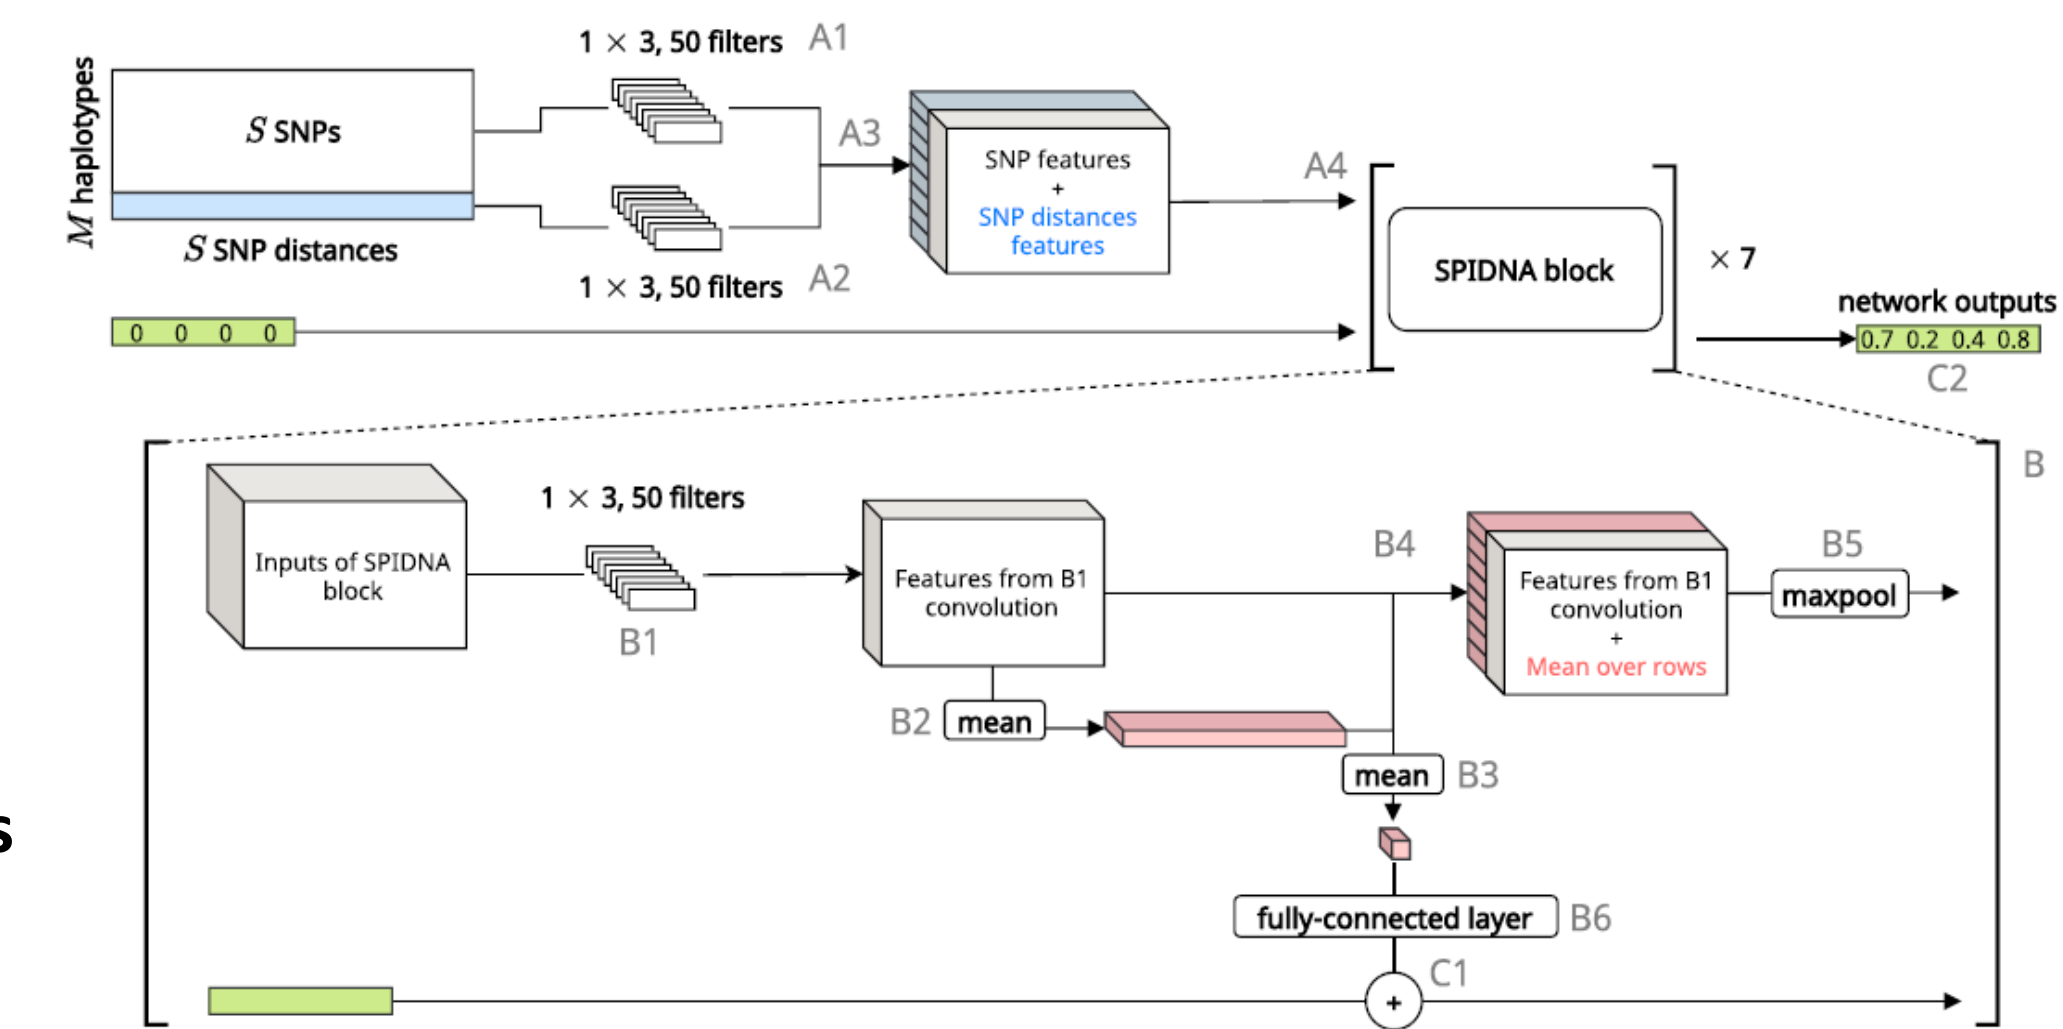 1 × 3, 50 filters A1
M haplotypes
S SNPs
A3
SNP features
+
SNP distances
features
A4
S SNP distances
1 × 3, 50 filters A2
SPIDNA block
× 7
0 0 0 0
network outputs
0.7 0.2 0.4 0.8
C2
B
Inputs of SPIDNA
block
1 × 3, 50 filters
B1
Features from B1
convolution
B4
Features from B1
convolution
+
Mean over rows
B5
maxpool
B2 mean
mean B3
s
fully-connected layer B6
C1
+